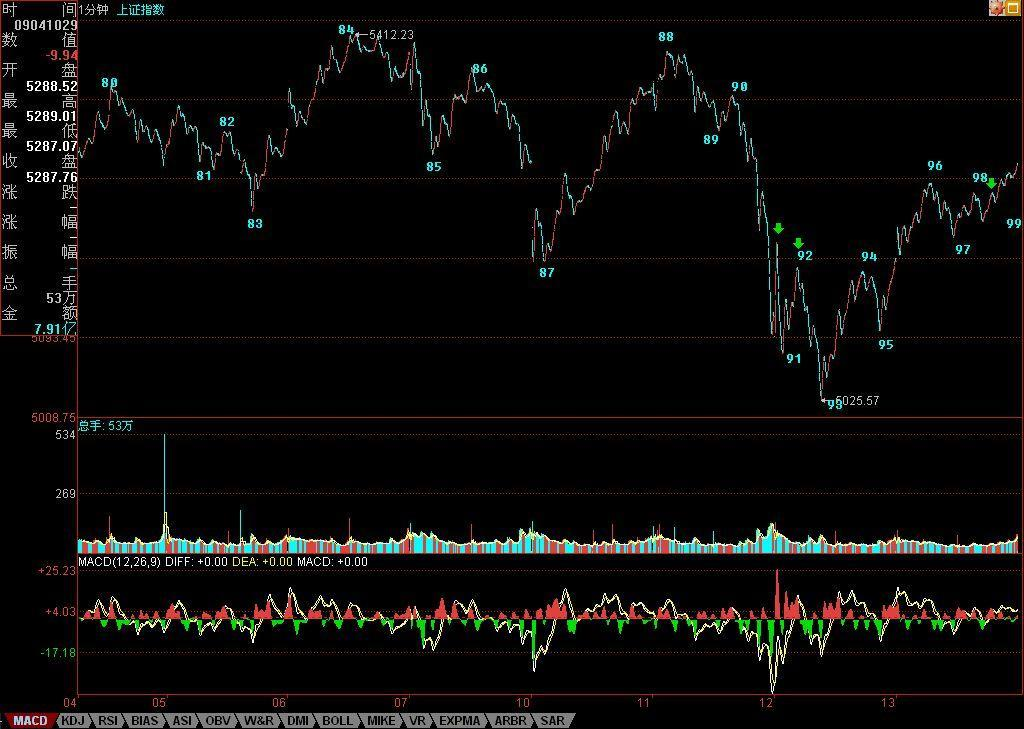 时 间
1分钟 上证指数
09041029
数 值
-9.94
开 盘
5288.52
最 高
5289.01
最 低
5287.07
收 盘
5287.76
涨 跌
涨 幅
振 幅
总 手
53万
金 额
7.91亿
5093.45
5008.75
80
81
82
83
84
5412.23
85
86
87
88
89
90
91
92
93
5025.57
94
95
96
97
98
99
总手: 53万
534
269
MACD(12,26,9) DIFF: +0.00 DEA: +0.00 MACD: +0.00
+25.23
+4.03
-17.18
04 05 06 07 10 11 12 13
MACD KDJ RSI BIAS ASI OBV W&R DMI BOLL MIKE VR EXPMA ARBR SAR